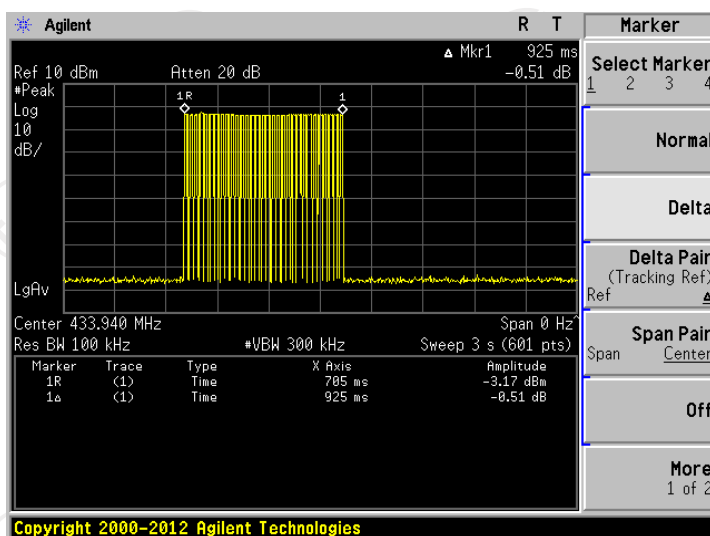 Agilent R T Marker
Δ Mkr1 925 ms
Ref 10 dBm Atten 20 dB -0.51 dB
#Peak
Log
10
dB/
1R 1
LgAv
Center 433.940 MHz Span 0 Hz^
Res BW 100 kHz #VBW 300 kHz Sweep 3 s (601 pts)
Marker Trace Type X Axis Amplitude
1R (1) Time 705 ms -3.17 dBm
1Δ (1) Time 925 ms -0.51 dB
Select Marker
1 2 3 4
Normal
Delta
Delta Pair
(Tracking Ref)
Ref Δ
Span Pair
Span Center
Off
More
1 of 2
Copyright 2000-2012 Agilent Technologies